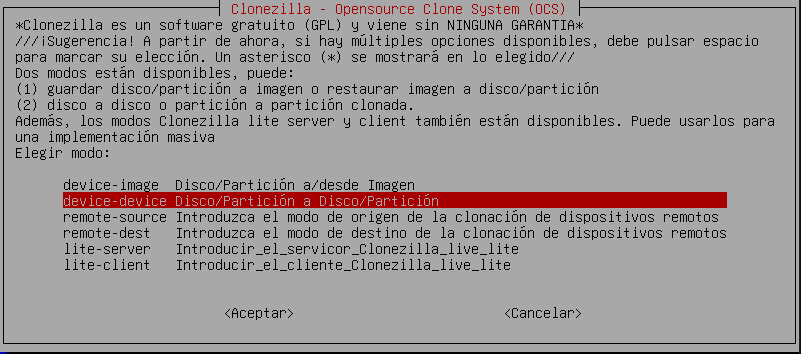 Clonezilla - Opensource Clone System (OCS)
*Clonezilla es un software gratuito (GPL) y viene sin NINGUNA GARANTIA*
///¡Sugerencia! A partir de ahora, si hay múltiples opciones disponibles, debe pulsar espacio
para marcar su elección. Un asterisco (*) se mostrará en lo elegido///
Dos modos están disponibles, puede:
(1) guardar disco/partición a imagen o restaurar imagen a disco/partición
(2) disco a disco o partición a partición clonada.
Además, los modos Clonezilla lite server y client también están disponibles. Puede usarlos para
una implementación masiva
Elegir modo:
device-image Disco/Partición a/desde Imagen
device-device Disco/Partición a Disco/Partición
remote-source Introduzca el modo de origen de la clonación de dispositivos remotos
remote-dest Introduzca el modo de destino de la clonación de dispositivos remotos
lite-server Introducir_el_servicor_Clonezilla_live_lite
lite-client Introducir_el_cliente_Clonezilla_live_lite
<Aceptar> <Cancelar>